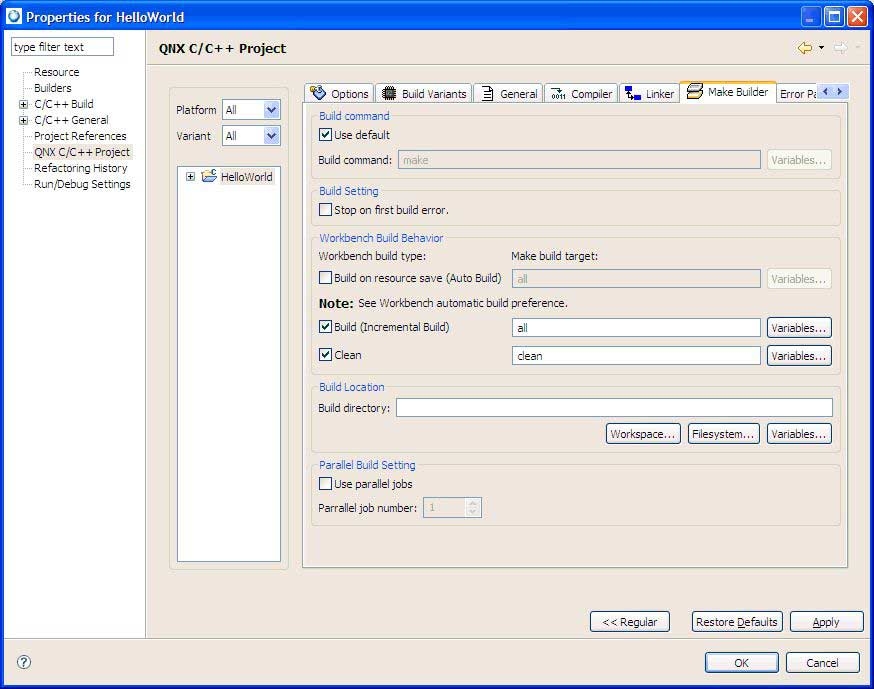 Properties for HelloWorld
type filter text
Resource
Builders
C/C++ Build
C/C++ General
Project References
QNX C/C++ Project
Refactoring History
Run/Debug Settings
QNX C/C++ Project
Platform All
Variant All
HelloWorld
Options Build Variants General Compiler Linker Make Builder Error Pa
Build command
Use default
Build command: make Variables...
Build Setting
Stop on first build error.
Workbench Build Behavior
Workbench build type: Make build target:
Build on resource save (Auto Build) all Variables...
Note: See Workbench automatic build preference.
Build (Incremental Build) all Variables...
Clean clean Variables...
Build Location
Build directory:
Workspace... Filesystem... Variables...
Parallel Build Setting
Use parallel jobs
Parrallel job number: 1
<< Regular Restore Defaults Apply
OK Cancel